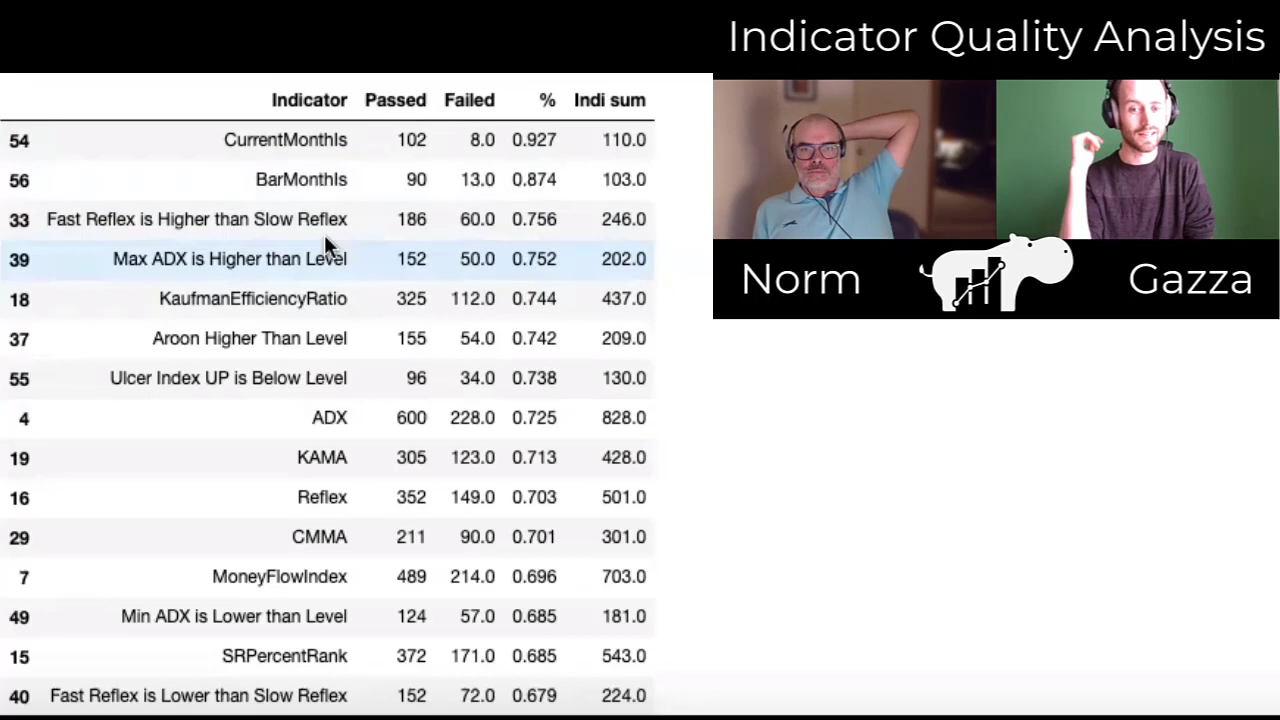 Indicator Quality Analysis
Indicator Passed Failed % Indi sum
54 CurrentMonthIs 102 8.0 0.927 110.0
56 BarMonthIs 90 13.0 0.874 103.0
33 Fast Reflex is Higher than Slow Reflex 186 60.0 0.756 246.0
39 Max ADX is Higher than Level 152 50.0 0.752 202.0
18 KaufmanEfficiencyRatio 325 112.0 0.744 437.0
37 Aroon Higher Than Level 155 54.0 0.742 209.0
55 Ulcer Index UP is Below Level 96 34.0 0.738 130.0
4 ADX 600 228.0 0.725 828.0
19 KAMA 305 123.0 0.713 428.0
16 Reflex 352 149.0 0.703 501.0
29 CMMA 211 90.0 0.701 301.0
7 MoneyFlowIndex 489 214.0 0.696 703.0
49 Min ADX is Lower than Level 124 57.0 0.685 181.0
15 SRPercentRank 372 171.0 0.685 543.0
40 Fast Reflex is Lower than Slow Reflex 152 72.0 0.679 224.0
Norm
Gazza